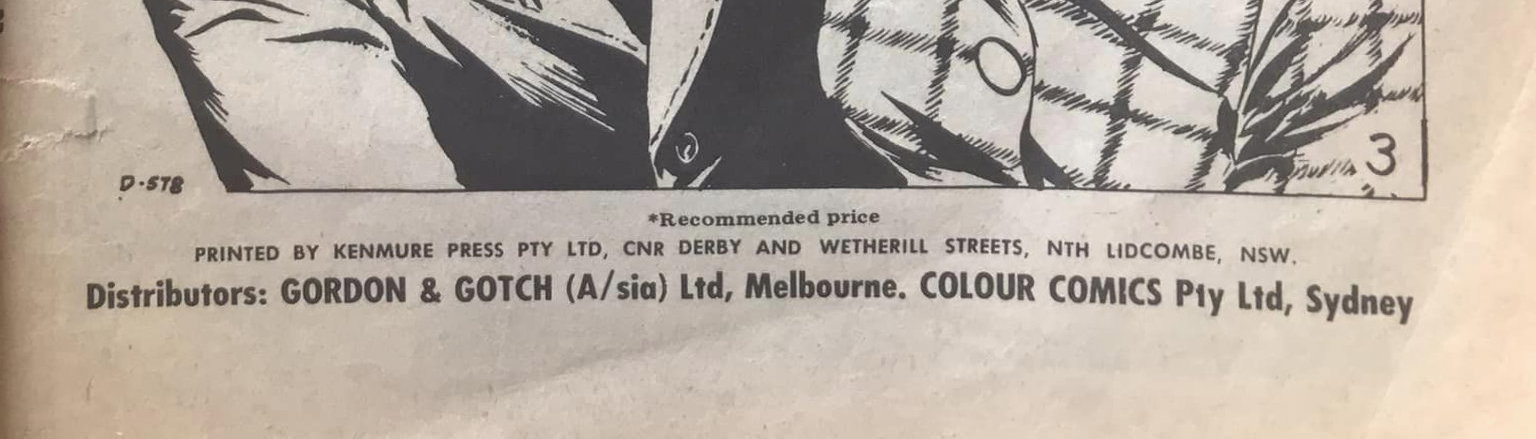 3
D-578
*Recommended price
PRINTED BY KENMURE PRESS PTY LTD, CNR DERBY AND WETHERILL STREETS, NTH LIDCOMBE, NSW.
Distributors: GORDON & GOTCH (A/sia) Ltd, Melbourne. COLOUR COMICS Pty Ltd, Sydney